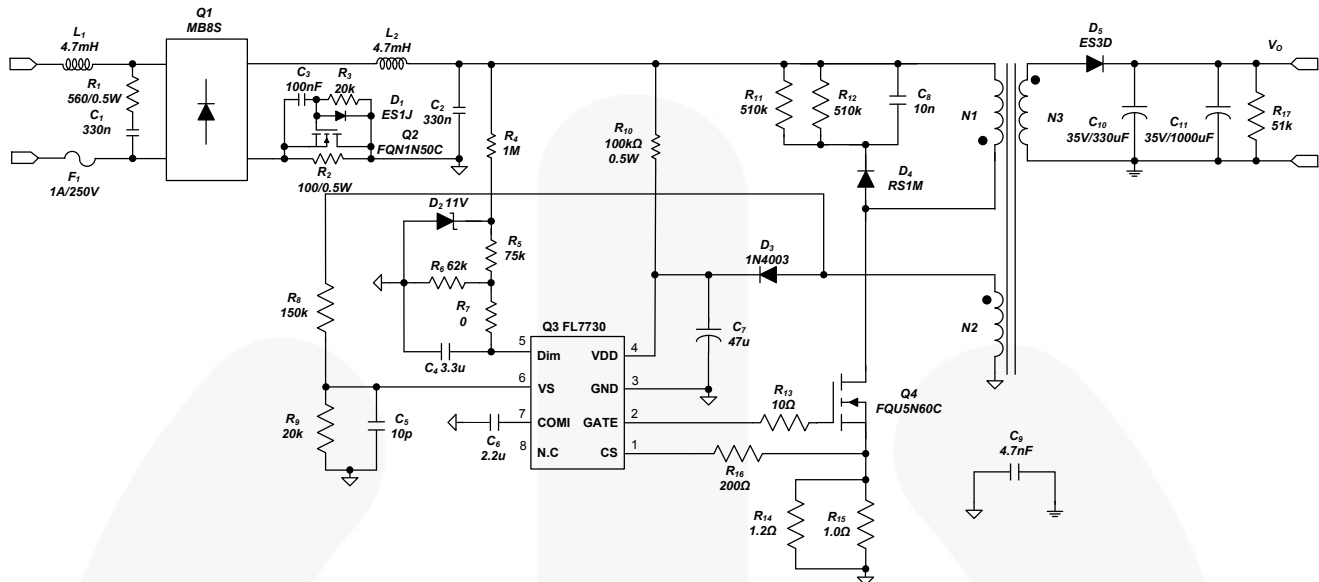 L1
4.7mH
Q1
MB8S
L2
4.7mH
D5
ES3D
VO
R1
560/0.5W
C1
330n
F1
1A/250V
C3
100nF
R3
20k
D1
ES1J
Q2
FQN1N50C
R2
100/0.5W
C2
330n
R4
1M
R10
100kΩ
0.5W
R11
510k
R12
510k
C8
10n
N1
N3
C10
35V/330uF
C11
35V/1000uF
R17
51k
D4
RS1M
D2 11V
R5
75k
R6 62k
R7
0
D3
1N4003
R8
150k
C4 3.3u
Q3 FL7730
C7
47u
N2
5 Dim VDD 4
6 VS GND 3
7 COMI GATE 2
8 N.C CS 1
R9
20k
C5
10p
C6
2.2u
R13
10Ω
Q4
FQU5N60C
R16
200Ω
R14
1.2Ω
R15
1.0Ω
C9
4.7nF